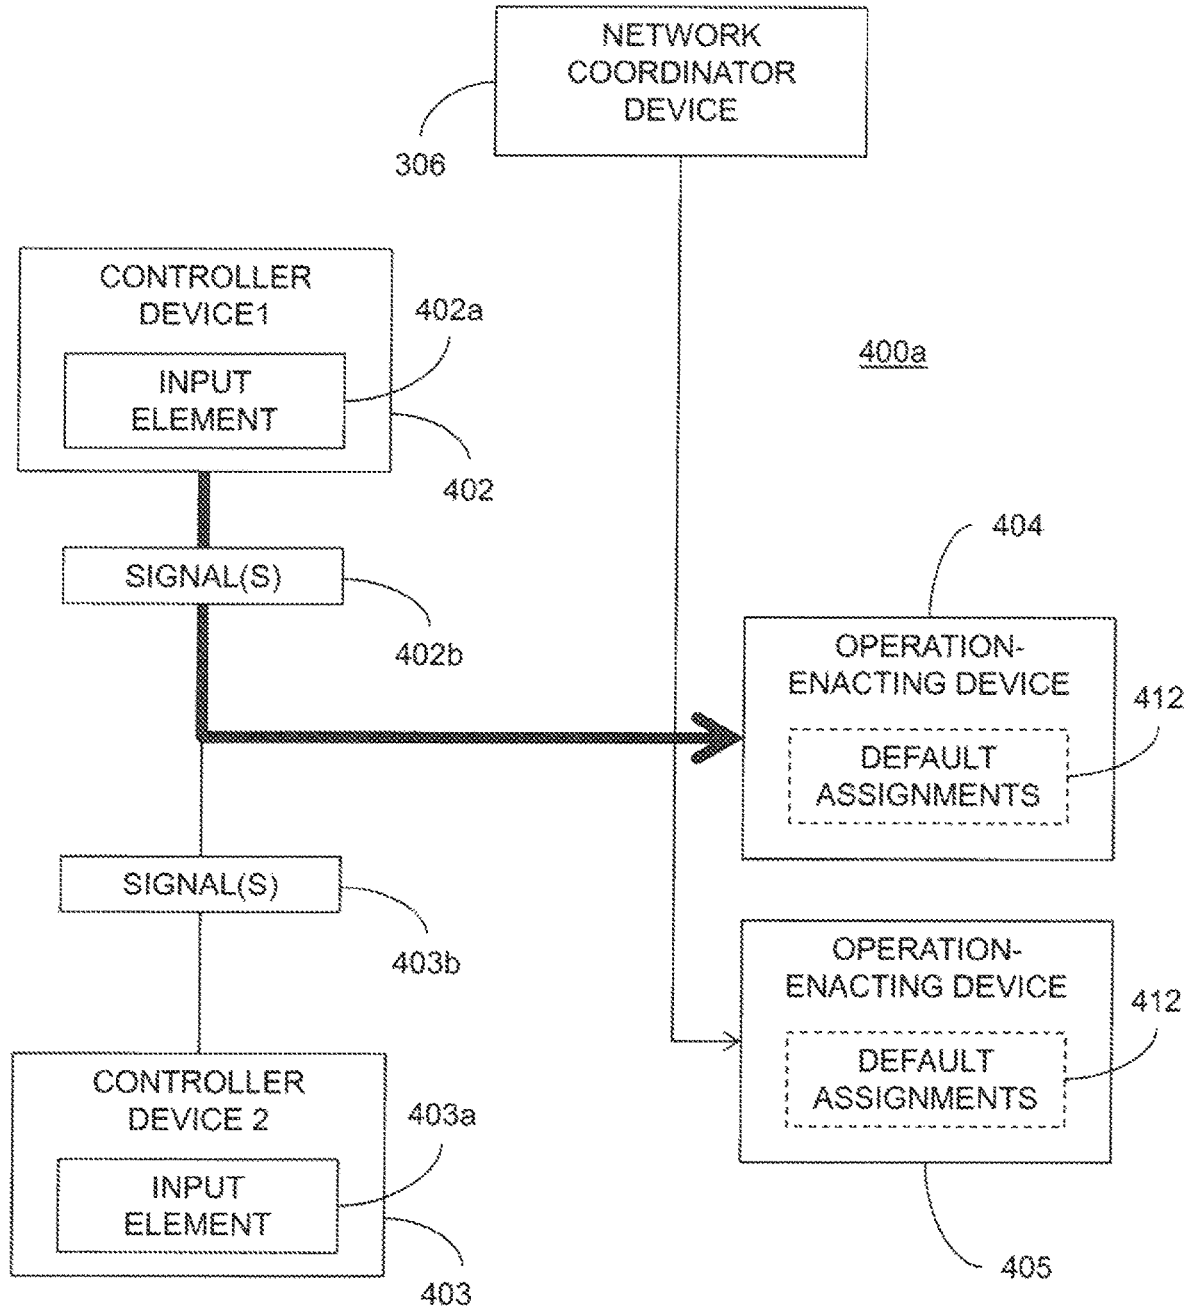 NETWORK
COORDINATOR
DEVICE
306
CONTROLLER
DEVICE1
402a
INPUT
ELEMENT
402
400a
SIGNAL(S)
402b
404
OPERATION-
ENACTING DEVICE
412
DEFAULT
ASSIGNMENTS
SIGNAL(S)
403b
OPERATION-
ENACTING DEVICE
412
DEFAULT
ASSIGNMENTS
405
CONTROLLER
DEVICE 2
403a
INPUT
ELEMENT
403